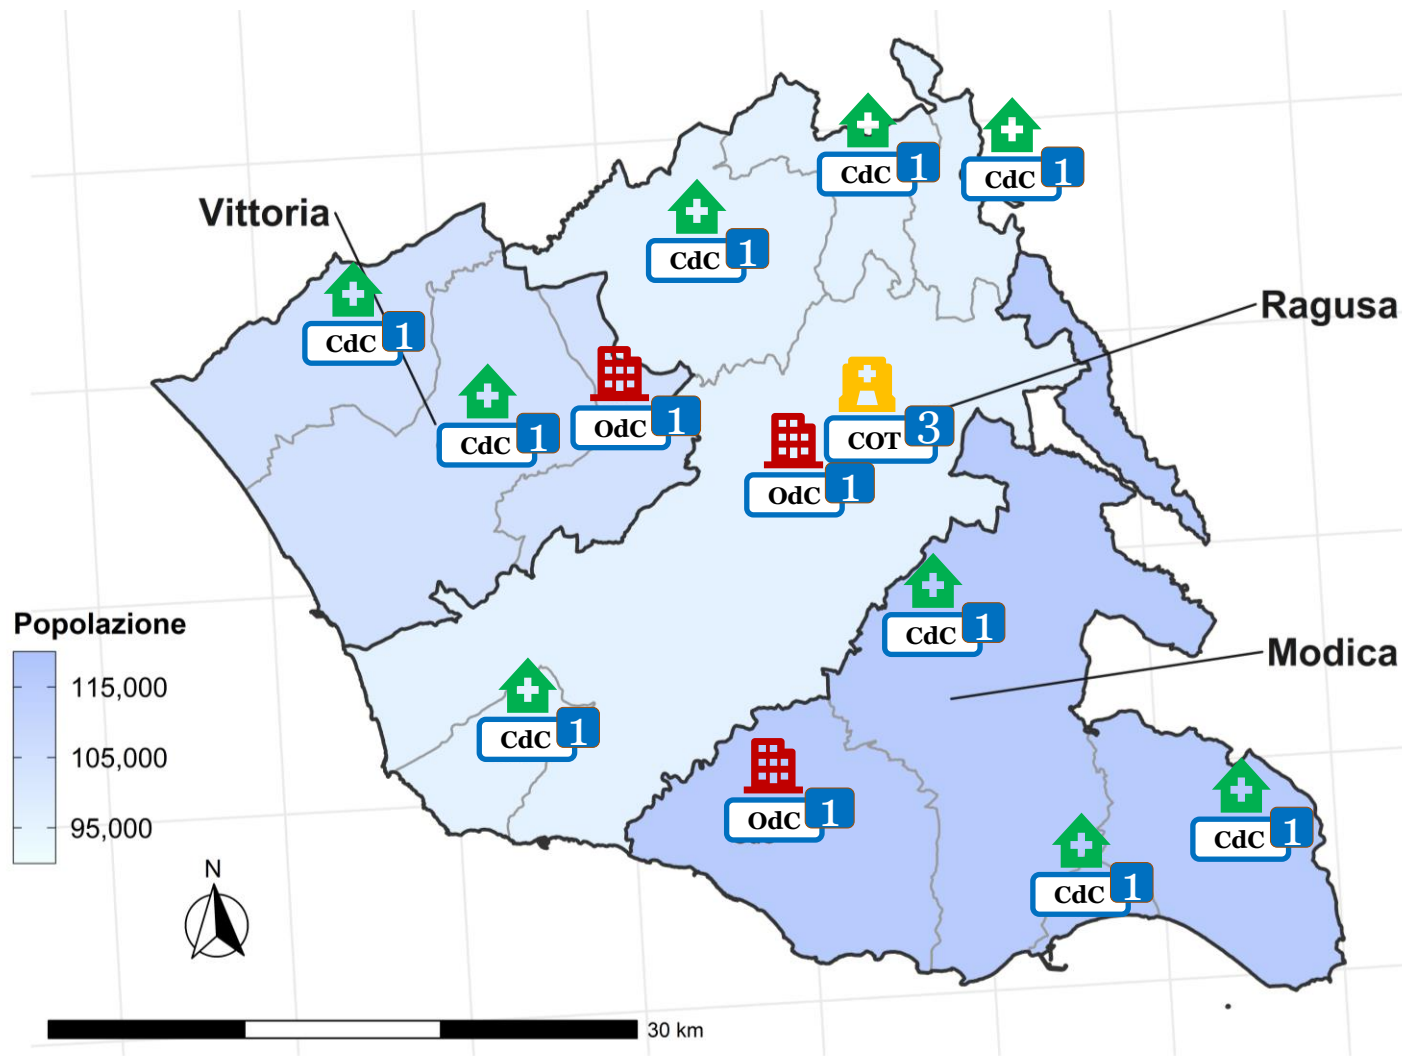 CdC 1
CdC 1
Vittoria
CdC 1
Ragusa
CdC 1
COT 3
OdC 1
CdC 1
OdC 1
CdC 1
Popolazione
Modica
115,000
CdC 1
105,000
OdC 1
CdC 1
95,000
CdC 1
N
30 km